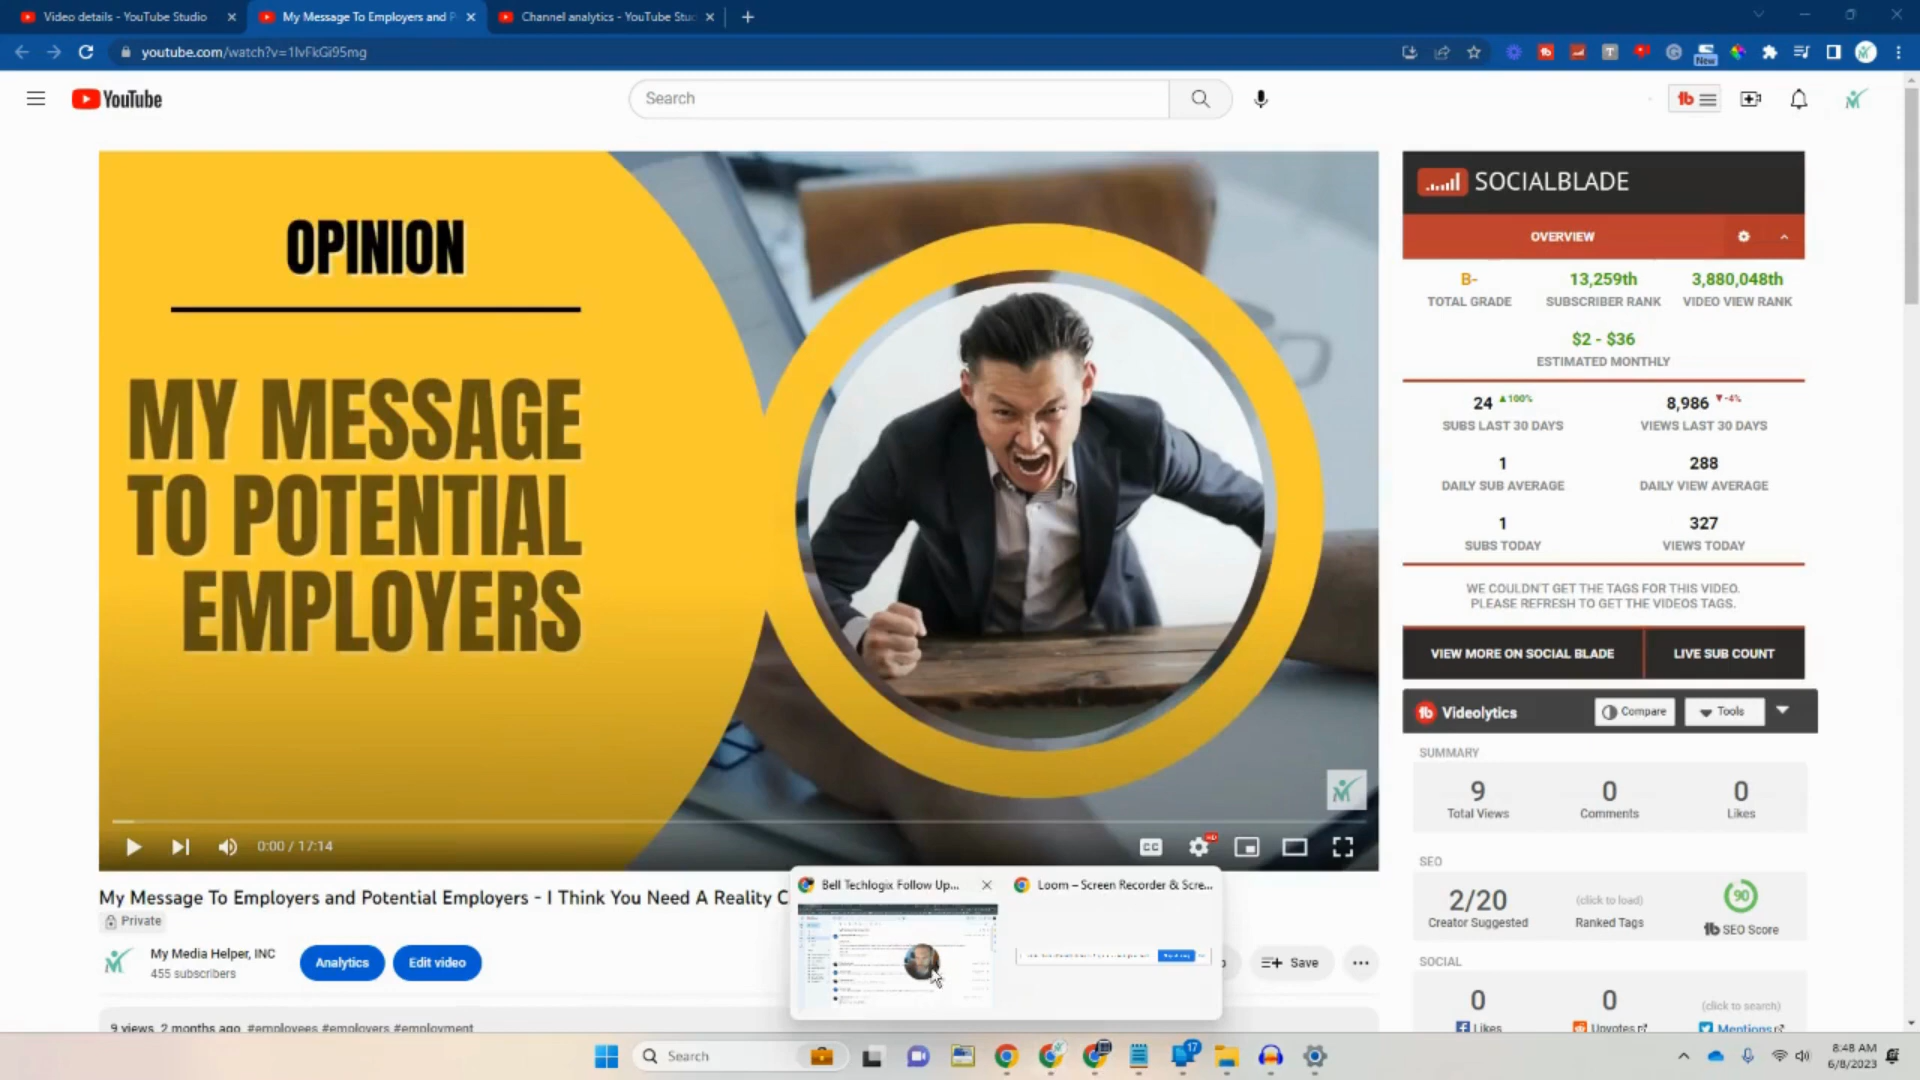 Video details - YouTube Studio
My Message To Employers and P
Channel analytics - YouTube Stu
youtube.com/watch?v=1lvFkGi95mg
New
YouTube
Search
OPINION
MY MESSAGE
TO POTENTIAL
EMPLOYERS
0:00 / 17:14
CC
HD
SOCIALBLADE
OVERVIEW
B-
13,259th
3,880,048th
TOTAL GRADE
SUBSCRIBER RANK
VIDEO VIEW RANK
$2 - $36
ESTIMATED MONTHLY
24 ▲100%
8,986 ▼-4%
SUBS LAST 30 DAYS
VIEWS LAST 30 DAYS
1
288
DAILY SUB AVERAGE
DAILY VIEW AVERAGE
1
327
SUBS TODAY
VIEWS TODAY
WE COULDN'T GET THE TAGS FOR THIS VIDEO.
PLEASE REFRESH TO GET THE VIDEOS TAGS.
VIEW MORE ON SOCIAL BLADE
LIVE SUB COUNT
Videolytics
Compare
Tools
SUMMARY
9
0
0
Total Views
Comments
Likes
SEO
2/20
(click to load)
90
Creator Suggested
Ranked Tags
tb SEO Score
SOCIAL
0
0
(click to search)
Likes
Upvotes
Mentions
My Message To Employers and Potential Employers - I Think You Need A Reality C
Private
My Media Helper, INC
455 subscribers
Analytics
Edit video
Save
9 views 2 months ago #employees #employers #employment
Bell Techlogix Follow Up...
Loom – Screen Recorder & Scre...
Search
17
8:48 AM
6/8/2023